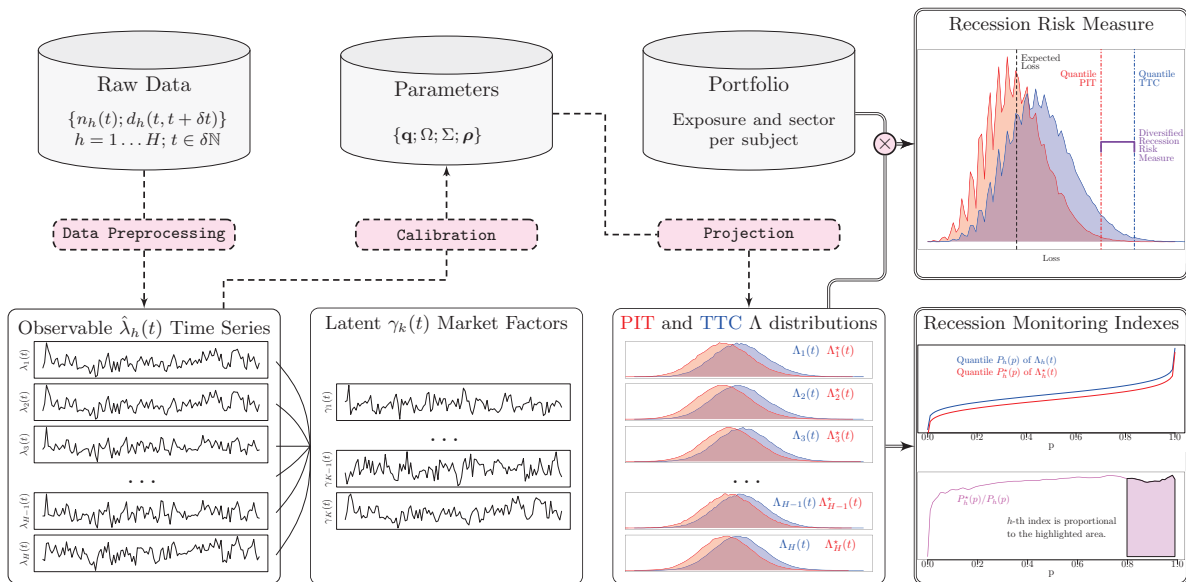 Raw Data
{n_h(t); d_h(t, t + δt)}
h = 1 … H; t ∈ δℕ
Parameters
{q; Ω; Σ; ρ}
Portfolio
Exposure and sector
per subject
×
Recession Risk Measure
Expected
Loss
Quantile
PIT
Quantile
TTC
Diversified
Recession
Risk
Measure
Loss
Data Preprocessing
Calibration
Projection
Observable λ̂_h(t) Time Series
λ_1(t)
λ_2(t)
λ_3(t)
. . .
λ_{H−1}(t)
λ_H(t)
Latent γ_k(t) Market Factors
γ_1(t)
. . .
γ_{K−1}(t)
γ_K(t)
PIT and TTC Λ distributions
Λ_1(t) Λ*_1(t)
Λ_2(t) Λ*_2(t)
Λ_3(t) Λ*_3(t)
. . .
Λ_{H−1}(t) Λ*_{H−1}(t)
Λ_H(t) Λ*_H(t)
Recession Monitoring Indexes
Quantile P_h(p) of Λ_h(t)
Quantile P*_h(p) of Λ*_h(t)
0.0 0.2 0.4 0.6 0.8 1.0
p
P*_h(p)/P_h(p)
h-th index is proportional
to the highlighted area.
0.0 0.2 0.4 0.6 0.8 1.0
p